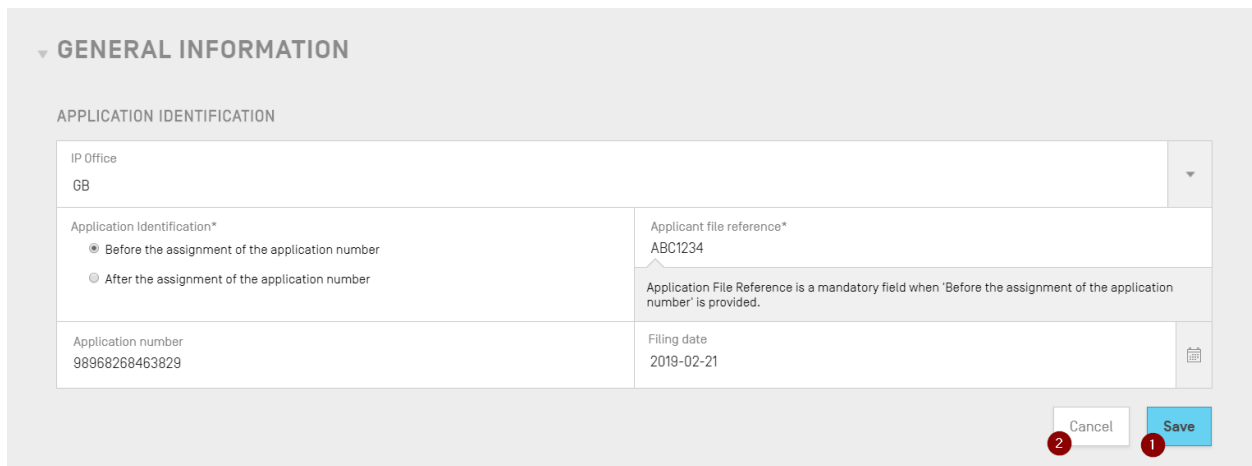 GENERAL INFORMATION
APPLICATION IDENTIFICATION
IP Office
GB
Application Identification*
Before the assignment of the application number
After the assignment of the application number
Applicant file reference*
ABC1234
Application File Reference is a mandatory field when 'Before the assignment of the application
number' is provided.
Application number
98968268463829
Filing date
2019-02-21
Cancel
2
Save
1